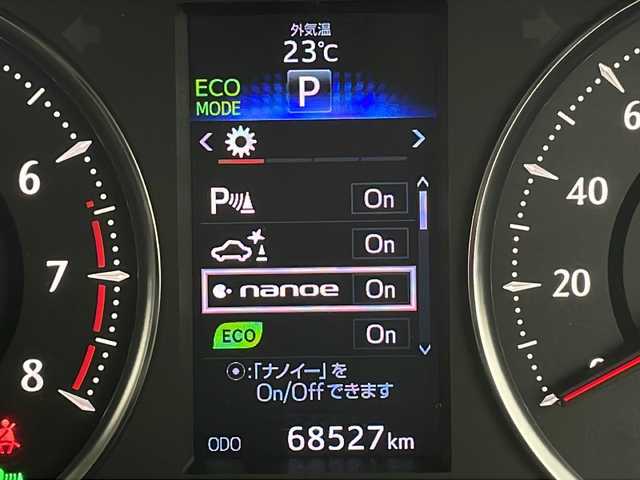 外気温
23℃
ECO
MODE
P
P On
On
nanoe On
ECO On
:「ナノイー」を
On/Offできます
ODO 68527km
6
7
8
6
40
20